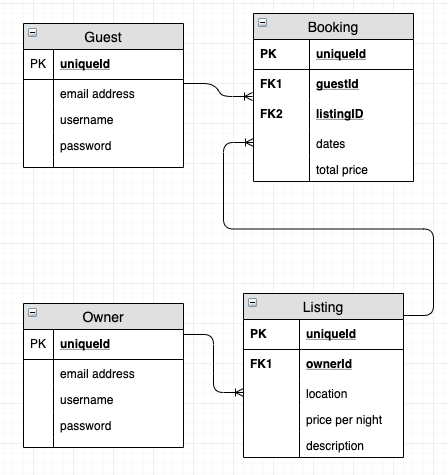 Guest
PK uniqueId
email address
username
password
Booking
PK uniqueId
FK1 guestId
FK2 listingID
dates
total price
Owner
PK uniqueId
email address
username
password
Listing
PK uniqueId
FK1 ownerId
location
price per night
description